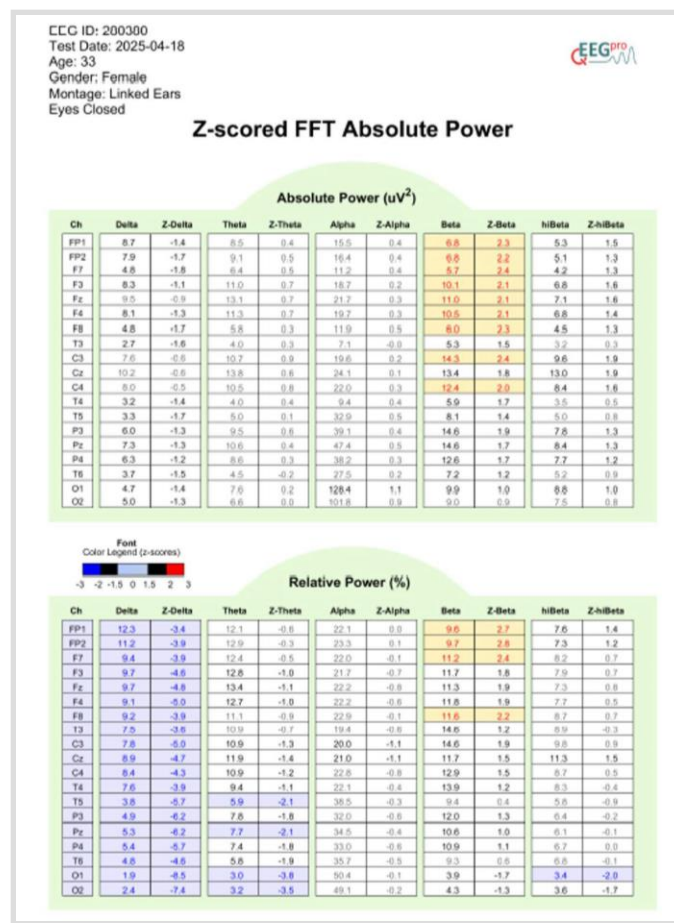 EEG ID: 200300
Test Date: 2025-04-18
Age: 33
Gender: Female
Montage: Linked Ears
Eyes Closed
QEEGpro
Z-scored FFT Absolute Power
Absolute Power (uV²)
Ch Delta Z-Delta Theta Z-Theta Alpha Z-Alpha Beta Z-Beta hiBeta Z-hiBeta
FP1 8.7 -1.4 8.5 0.4 15.5 0.4 6.8 2.3 5.3 1.5
FP2 7.9 -1.7 9.1 0.5 16.4 0.4 6.8 2.2 5.1 1.3
F7 4.8 -1.8 6.4 0.5 11.2 0.4 5.7 2.4 4.2 1.3
F3 8.3 -1.1 11.0 0.7 18.7 0.2 10.1 2.1 6.8 1.6
Fz 9.5 -0.9 13.1 0.7 21.7 0.3 11.0 2.1 7.1 1.6
F4 8.1 -1.3 11.3 0.7 19.7 0.3 10.5 2.1 6.8 1.4
F8 4.8 -1.7 5.8 0.3 11.9 0.5 6.0 2.3 4.5 1.3
T3 2.7 -1.6 4.0 0.3 7.1 -0.0 5.3 1.5 3.2 0.3
C3 7.6 -0.6 10.7 0.9 19.6 0.2 14.3 2.4 9.6 1.9
Cz 10.2 -0.6 13.8 0.6 24.1 0.1 13.4 1.8 13.0 1.9
C4 8.0 -0.5 10.5 0.8 22.0 0.3 12.4 2.0 8.4 1.6
T4 3.2 -1.4 4.0 0.4 9.4 0.4 5.9 1.7 3.5 0.5
T5 3.3 -1.7 5.0 0.1 32.9 0.5 8.1 1.4 5.0 0.8
P3 6.0 -1.3 9.5 0.6 39.1 0.4 14.6 1.9 7.8 1.3
Pz 7.3 -1.3 10.6 0.4 47.4 0.5 14.6 1.7 8.4 1.3
P4 6.3 -1.2 8.6 0.3 38.2 0.3 12.6 1.7 7.7 1.2
T6 3.7 -1.5 4.5 -0.2 27.5 0.2 7.2 1.2 5.2 0.9
O1 4.7 -1.4 7.6 0.2 128.4 1.1 9.9 1.0 8.8 1.0
O2 5.0 -1.3 6.6 0.0 101.8 0.9 9.0 0.9 7.5 0.8
Font
Color Legend (z-scores)
-3 -2 -1.5 0 1.5 2 3
Relative Power (%)
Ch Delta Z-Delta Theta Z-Theta Alpha Z-Alpha Beta Z-Beta hiBeta Z-hiBeta
FP1 12.3 -3.4 12.1 -0.6 22.1 0.0 9.6 2.7 7.6 1.4
FP2 11.2 -3.9 12.9 -0.3 23.3 0.1 9.7 2.6 7.3 1.2
F7 9.4 -3.9 12.4 -0.5 22.0 -0.1 11.2 2.4 8.2 0.7
F3 9.7 -4.6 12.8 -1.0 21.7 -0.7 11.7 1.8 7.9 0.7
Fz 9.7 -4.8 13.4 -1.1 22.2 -0.8 11.3 1.9 7.3 0.6
F4 9.1 -5.0 12.7 -1.0 22.2 -0.6 11.8 1.9 7.7 0.5
F8 9.2 -3.9 11.1 -0.9 22.9 -0.1 11.6 2.2 8.7 0.7
T3 7.5 -3.6 10.9 -0.7 19.4 -0.6 14.6 1.2 8.9 -0.3
C3 7.8 -5.0 10.9 -1.3 20.0 -1.1 14.6 1.9 9.8 0.9
Cz 8.9 -4.7 11.9 -1.4 21.0 -1.1 11.7 1.5 11.3 1.5
C4 8.4 -4.3 10.9 -1.2 22.8 -0.8 12.9 1.5 8.7 0.5
T4 7.6 -3.9 9.4 -1.1 22.1 -0.4 13.9 1.2 8.3 -0.4
T5 3.8 -5.7 5.9 -2.1 38.5 -0.3 9.4 0.4 5.8 -0.9
P3 4.9 -6.2 7.8 -1.8 32.0 -0.6 12.0 1.3 6.4 -0.2
Pz 5.3 -6.2 7.7 -2.1 34.5 -0.4 10.6 1.0 6.1 -0.1
P4 5.4 -5.7 7.4 -1.8 33.0 -0.6 10.9 1.1 6.7 0.0
T6 4.8 -4.6 5.8 -1.9 35.7 -0.5 9.3 0.6 6.8 -0.1
O1 1.9 -8.5 3.0 -3.8 50.4 -0.1 3.9 -1.7 3.4 -2.0
O2 2.4 -7.4 3.2 -3.5 49.1 -0.2 4.3 -1.3 3.6 -1.7